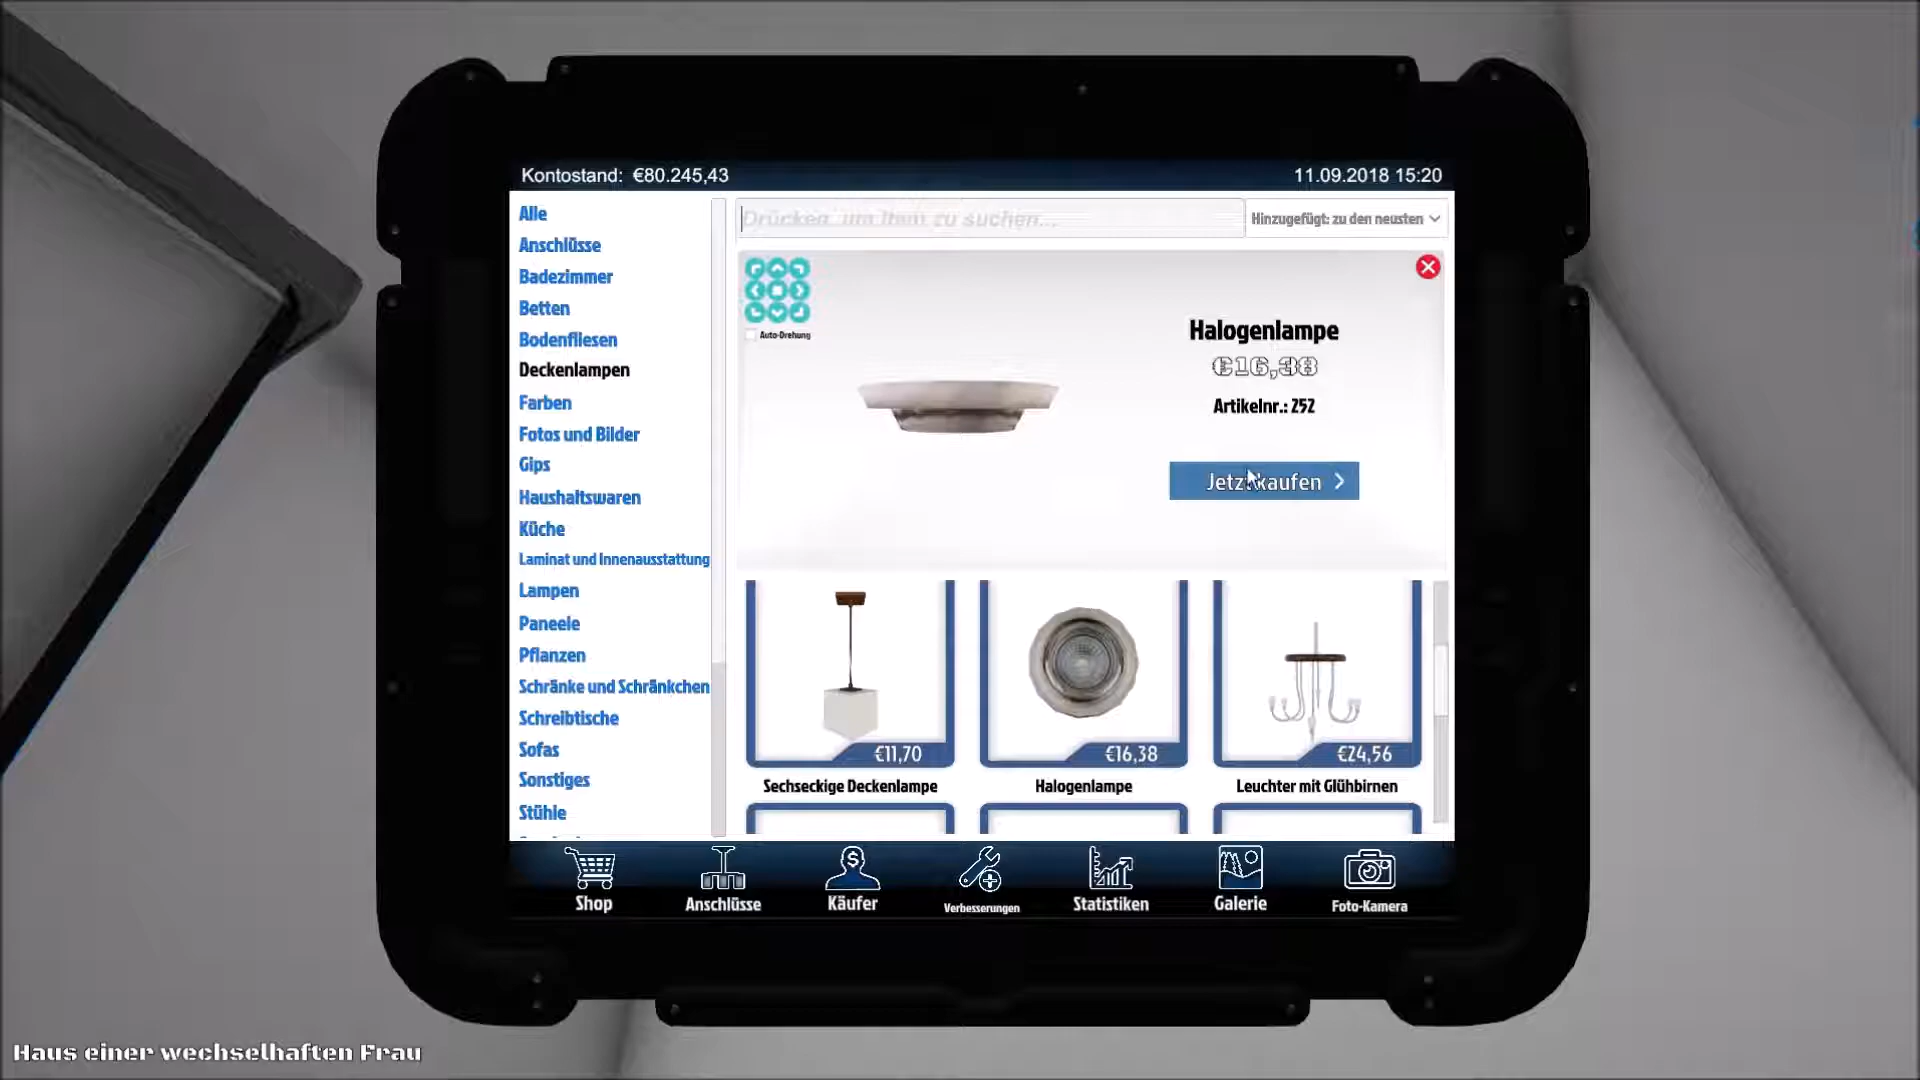 Kontostand: €80.245,43
11.09.2018 15:20
Alle
Anschlüsse
Badezimmer
Betten
Bodenfliesen
Deckenlampen
Farben
Fotos und Bilder
Gips
Haushaltswaren
Küche
Laminat und Innenausstattung
Lampen
Paneele
Pflanzen
Schränke und Schränkchen
Schreibtische
Sofas
Sonstiges
Stühle
Drücken, um Item zu suchen...
Hinzugefügt: zu den neusten
Auto-Drehung
Halogenlampe
€16,38
Artikelnr.: 252
Jetzt kaufen
€11,70
€16,38
€24,56
Sechseckige Deckenlampe
Halogenlampe
Leuchter mit Glühbirnen
Shop
Anschlüsse
Käufer
Verbesserungen
Statistiken
Galerie
Foto-Kamera
Haus einer wechselhaften Frau